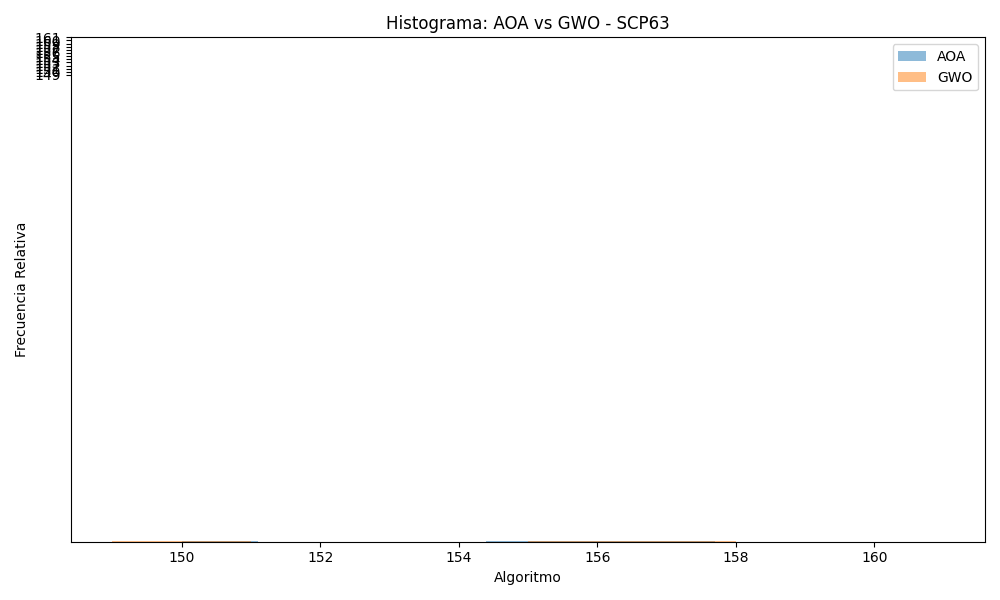 Histograma: AOA vs GWO - SCP63
161
149
Frecuencia Relativa
AOA
GWO
150 152 154 156 158 160
Algoritmo